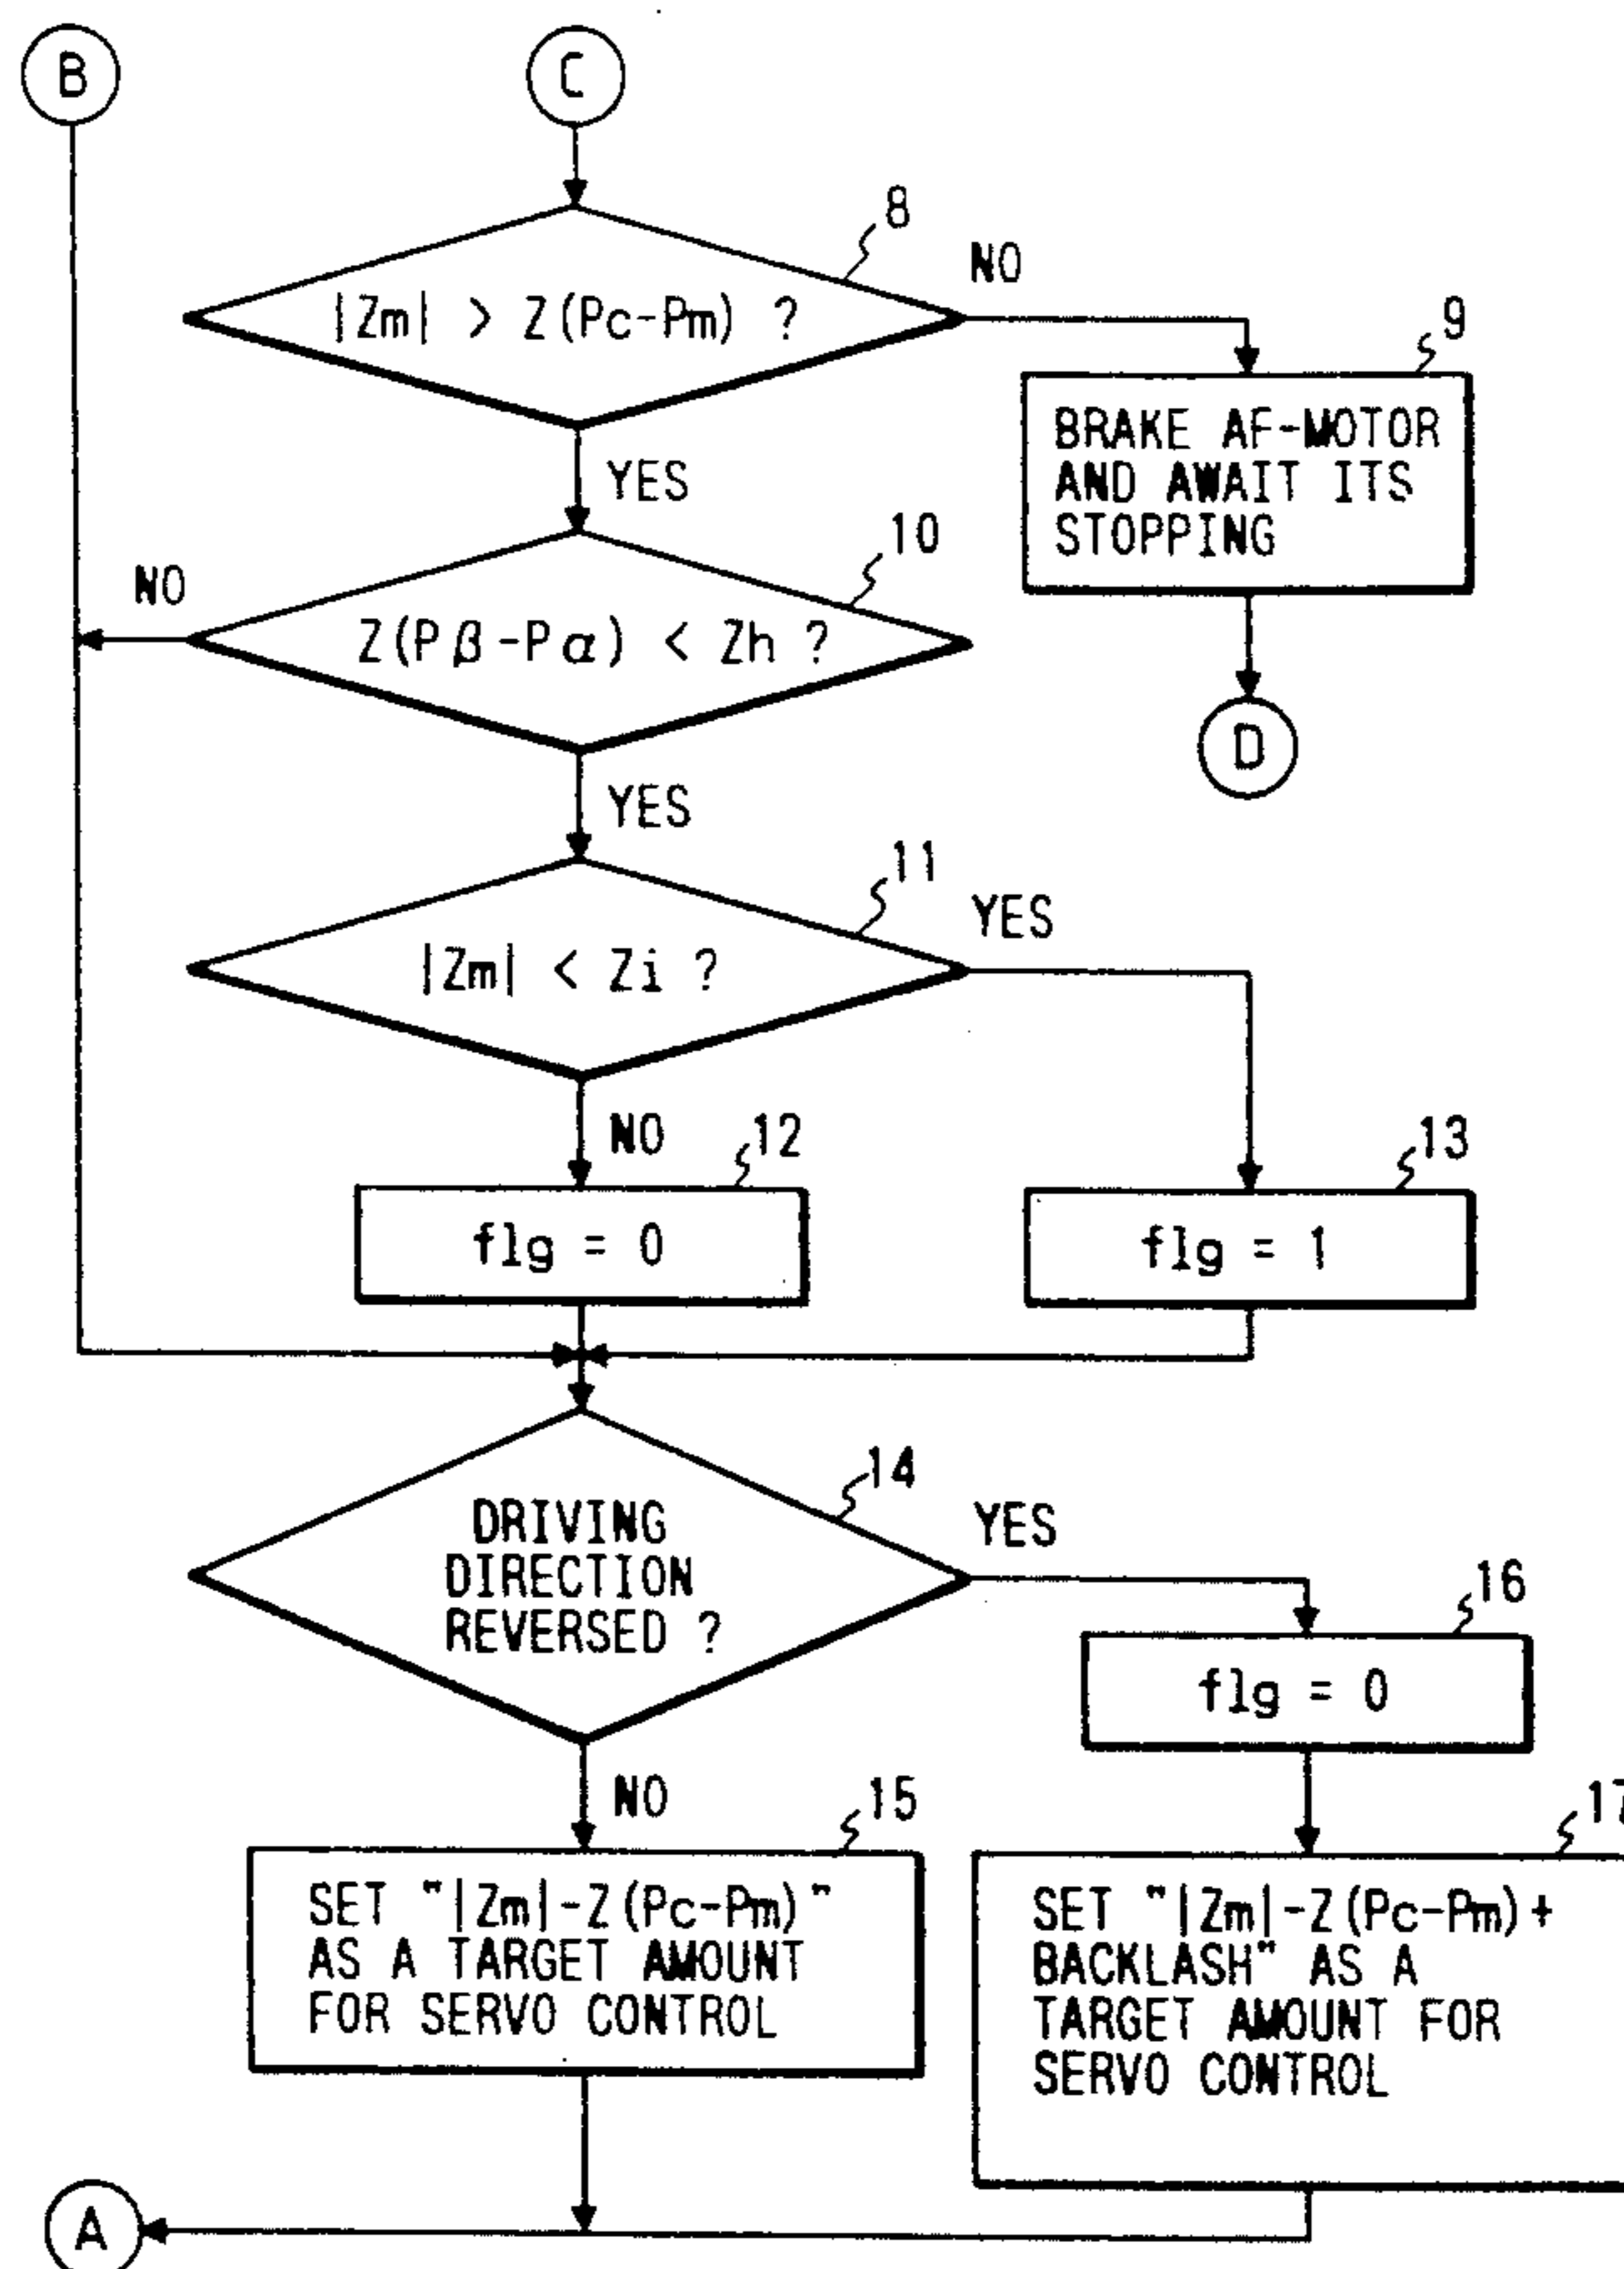 B
C
8
|Zm| > Z(Pc-Pm) ?
NO
9
BRAKE AF-MOTOR
AND AWAIT ITS
STOPPING
YES
10
NO
Z(Pβ-Pα) < Zh ?
D
YES
11
|Zm| < Zi ?
YES
NO
12
13
flg = 0
flg = 1
14
DRIVING
DIRECTION
REVERSED ?
YES
16
flg = 0
NO
15
17
SET "|Zm|-Z(Pc-Pm)"
AS A TARGET AMOUNT
FOR SERVO CONTROL
SET "|Zm|-Z(Pc-Pm)+
BACKLASH" AS A
TARGET AMOUNT FOR
SERVO CONTROL
A